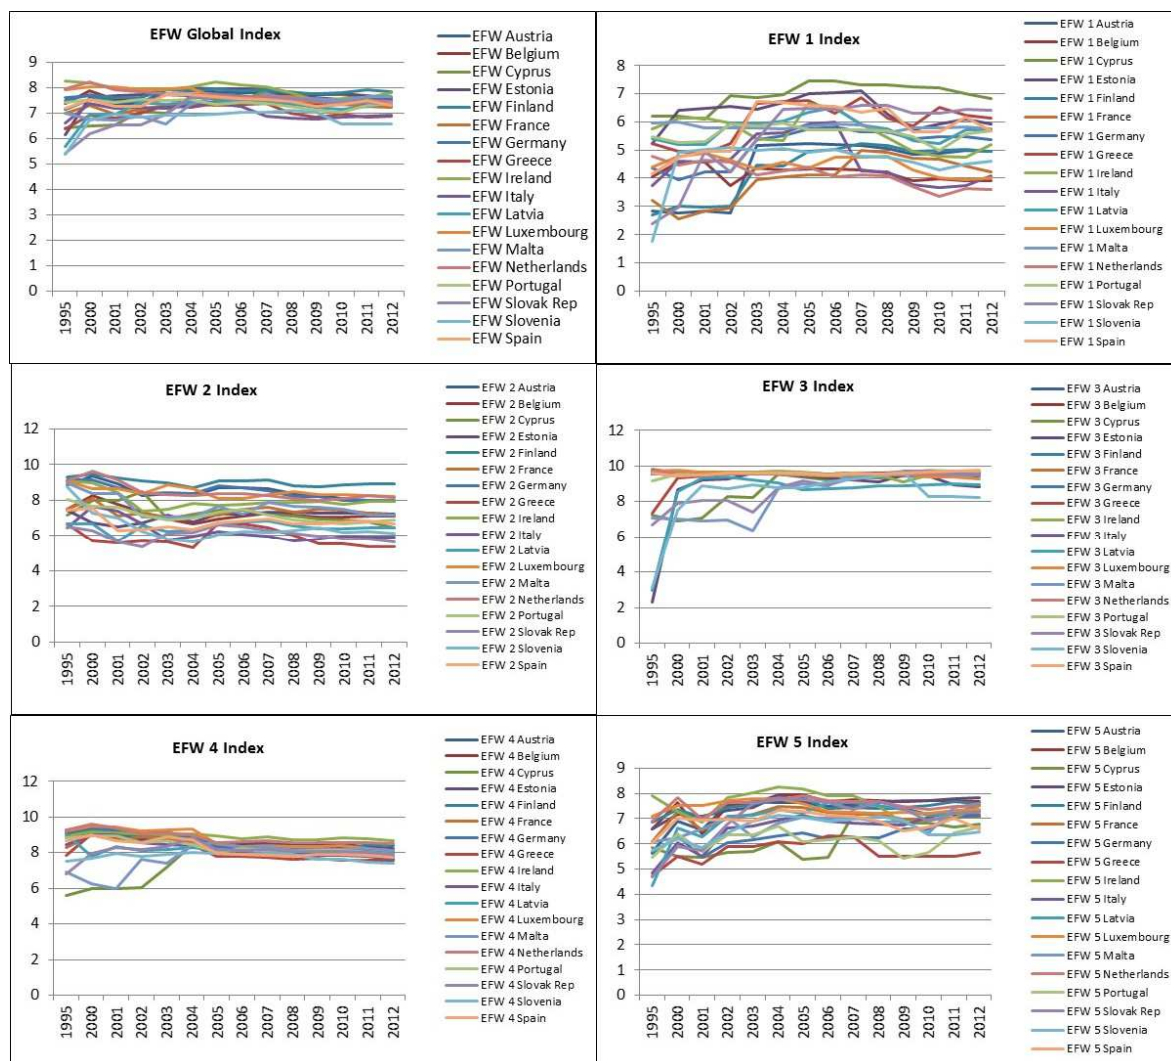 EFW Global Index
9
8
7
6
5
4
3
2
1
0
1995
2000
2001
2002
2003
2004
2005
2006
2007
2008
2009
2010
2011
2012
EFW Austria
EFW Belgium
EFW Cyprus
EFW Estonia
EFW Finland
EFW France
EFW Germany
EFW Greece
EFW Ireland
EFW Italy
EFW Latvia
EFW Luxembourg
EFW Malta
EFW Netherlands
EFW Portugal
EFW Slovak Rep
EFW Slovenia
EFW Spain
EFW 1 Index
8
7
6
5
4
3
2
1
0
1995
2000
2001
2002
2003
2004
2005
2006
2007
2008
2009
2010
2011
2012
EFW 1 Austria
EFW 1 Belgium
EFW 1 Cyprus
EFW 1 Estonia
EFW 1 Finland
EFW 1 France
EFW 1 Germany
EFW 1 Greece
EFW 1 Ireland
EFW 1 Italy
EFW 1 Latvia
EFW 1 Luxembourg
EFW 1 Malta
EFW 1 Netherlands
EFW 1 Portugal
EFW 1 Slovak Rep
EFW 1 Slovenia
EFW 1 Spain
EFW 2 Index
12
10
8
6
4
2
0
1995
2000
2001
2002
2003
2004
2005
2006
2007
2008
2009
2010
2011
2012
EFW 2 Austria
EFW 2 Belgium
EFW 2 Cyprus
EFW 2 Estonia
EFW 2 Finland
EFW 2 France
EFW 2 Germany
EFW 2 Greece
EFW 2 Ireland
EFW 2 Italy
EFW 2 Latvia
EFW 2 Luxembourg
EFW 2 Malta
EFW 2 Netherlands
EFW 2 Portugal
EFW 2 Slovak Rep
EFW 2 Slovenia
EFW 2 Spain
EFW 3 Index
12
10
8
6
4
2
0
1995
2000
2001
2002
2003
2004
2005
2006
2007
2008
2009
2010
2011
2012
EFW 3 Austria
EFW 3 Belgium
EFW 3 Cyprus
EFW 3 Estonia
EFW 3 Finland
EFW 3 France
EFW 3 Germany
EFW 3 Greece
EFW 3 Ireland
EFW 3 Italy
EFW 3 Latvia
EFW 3 Luxembourg
EFW 3 Malta
EFW 3 Netherlands
EFW 3 Portugal
EFW 3 Slovak Rep
EFW 3 Slovenia
EFW 3 Spain
EFW 4 Index
12
10
8
6
4
2
0
1995
2000
2001
2002
2003
2004
2005
2006
2007
2008
2009
2010
2011
2012
EFW 4 Austria
EFW 4 Belgium
EFW 4 Cyprus
EFW 4 Estonia
EFW 4 Finland
EFW 4 France
EFW 4 Germany
EFW 4 Greece
EFW 4 Ireland
EFW 4 Italy
EFW 4 Latvia
EFW 4 Luxembourg
EFW 4 Malta
EFW 4 Netherlands
EFW 4 Portugal
EFW 4 Slovak Rep
EFW 4 Slovenia
EFW 4 Spain
EFW 5 Index
9
8
7
6
5
4
3
2
1
0
1995
2000
2001
2002
2003
2004
2005
2006
2007
2008
2009
2010
2011
2012
EFW 5 Austria
EFW 5 Belgium
EFW 5 Cyprus
EFW 5 Estonia
EFW 5 Finland
EFW 5 France
EFW 5 Germany
EFW 5 Greece
EFW 5 Ireland
EFW 5 Italy
EFW 5 Latvia
EFW 5 Luxembourg
EFW 5 Malta
EFW 5 Netherlands
EFW 5 Portugal
EFW 5 Slovak Rep
EFW 5 Slovenia
EFW 5 Spain